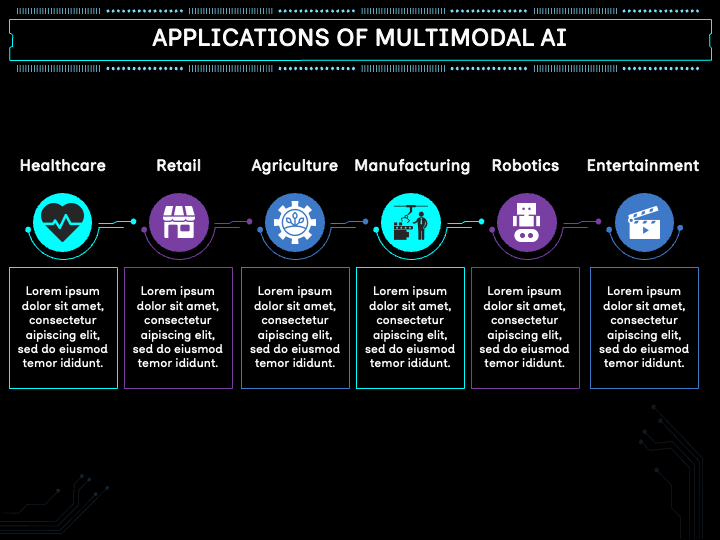 APPLICATIONS OF MULTIMODAL AI
Healthcare
Retail
Agriculture
Manufacturing
Robotics
Entertainment
Lorem ipsum
dolor sit amet,
consectetur
aipiscing elit,
sed do eiusmod
temor ididunt.
Lorem ipsum
dolor sit amet,
consectetur
aipiscing elit,
sed do eiusmod
temor ididunt.
Lorem ipsum
dolor sit amet,
consectetur
aipiscing elit,
sed do eiusmod
temor ididunt.
Lorem ipsum
dolor sit amet,
consectetur
aipiscing elit,
sed do eiusmod
temor ididunt.
Lorem ipsum
dolor sit amet,
consectetur
aipiscing elit,
sed do eiusmod
temor ididunt.
Lorem ipsum
dolor sit amet,
consectetur
aipiscing elit,
sed do eiusmod
temor ididunt.